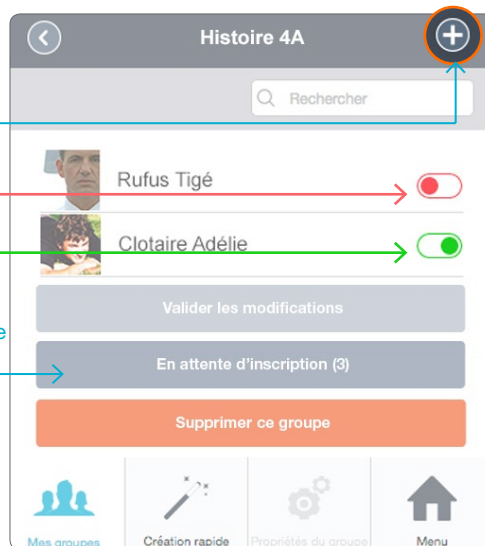 Histoire 4A
Rechercher
Rufus Tigé
Clotaire Adélie
Valider les modifications
e
En attente d'inscription (3)
Supprimer ce groupe
Mes groupes
Création rapide
Propriétés du groupe
Menu